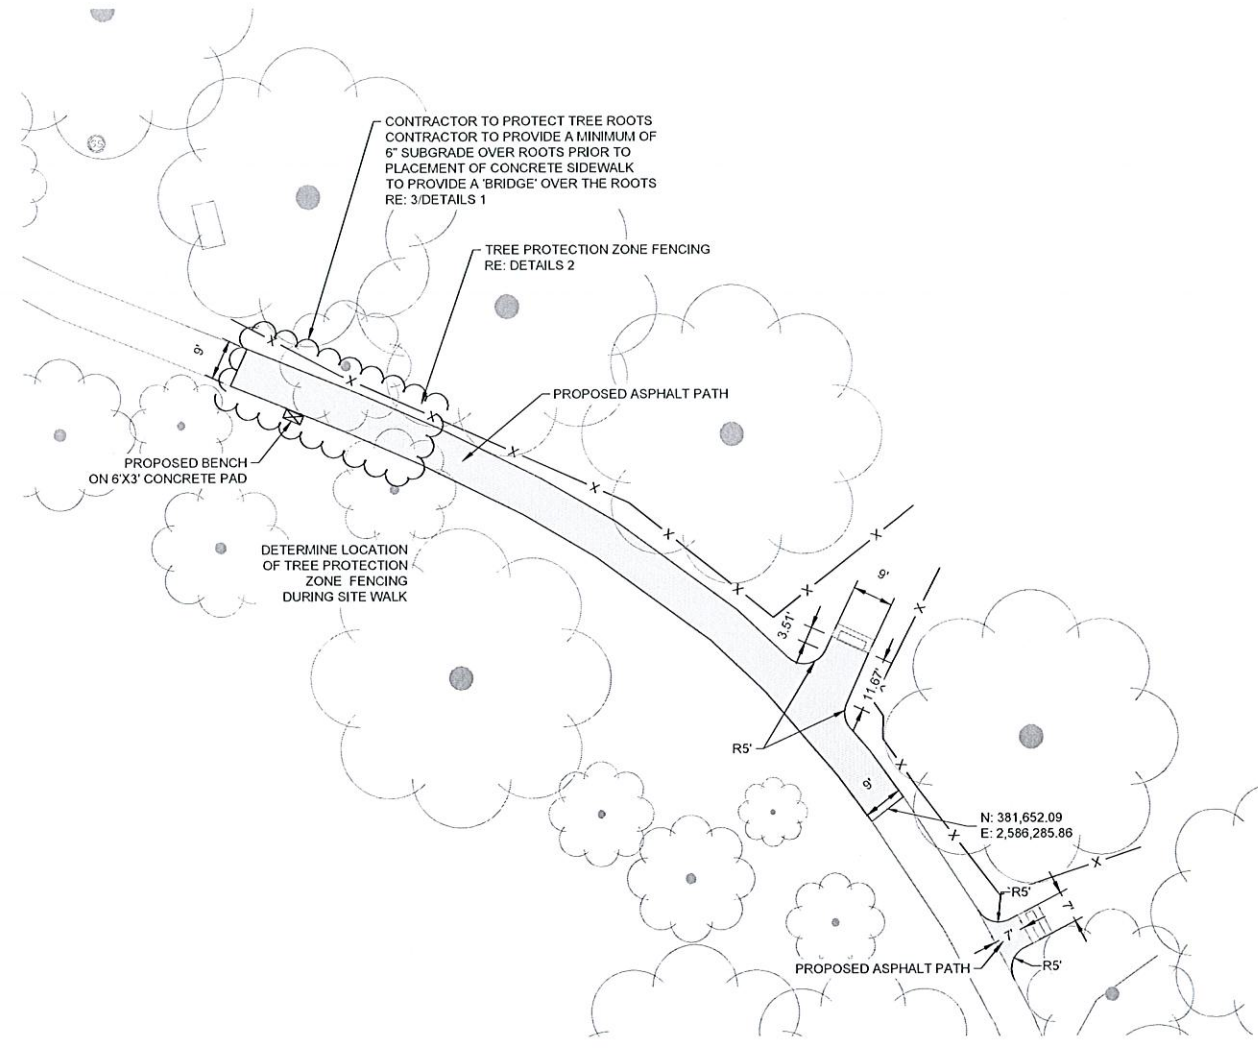 CONTRACTOR TO PROTECT TREE ROOTS
CONTRACTOR TO PROVIDE A MINIMUM OF
6" SUBGRADE OVER ROOTS PRIOR TO
PLACEMENT OF CONCRETE SIDEWALK
TO PROVIDE A 'BRIDGE' OVER THE ROOTS
RE: 3/DETAILS 1
TREE PROTECTION ZONE FENCING
RE: DETAILS 2
9'
PROPOSED ASPHALT PATH
PROPOSED BENCH
ON 6'X3' CONCRETE PAD
DETERMINE LOCATION
OF TREE PROTECTION
ZONE FENCING
DURING SITE WALK
9'
3.51'
11.67'
R5'
9'
N: 381,652.09
E: 2,586,285.86
R5'
7'
7'
PROPOSED ASPHALT PATH
R5'